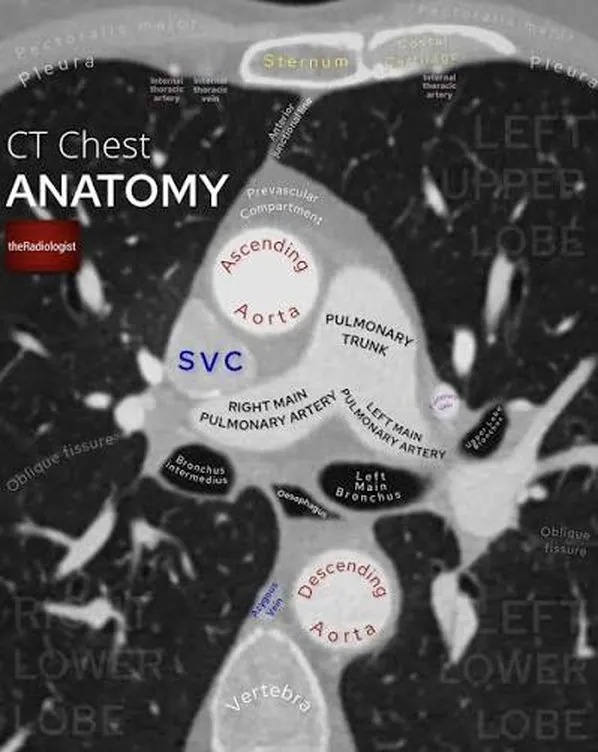 Pectoralis major
Pectoralis major
Pleura
Sternum
Costal
Cartilage
Pleura
Internal
thoracic
artery
Internal
thoracic
vein
Internal
thoracic
artery
Anterior
junctional line
CT Chest
ANATOMY
theRadiologist
LEFT
UPPER
LOBE
Prevascular
Compartment
Ascending
Aorta
PULMONARY
TRUNK
SVC
RIGHT MAIN
PULMONARY ARTERY
LEFT MAIN
PULMONARY ARTERY
Upper Lobe
Bronchus
Oblique fissure
Bronchus
Intermedius
Left
Main
Bronchus
Oesophagus
Oblique
fissure
Descending
Aorta
Azygous
Vein
RIGHT
LOWER
LOBE
LEFT
LOWER
LOBE
Vertebra